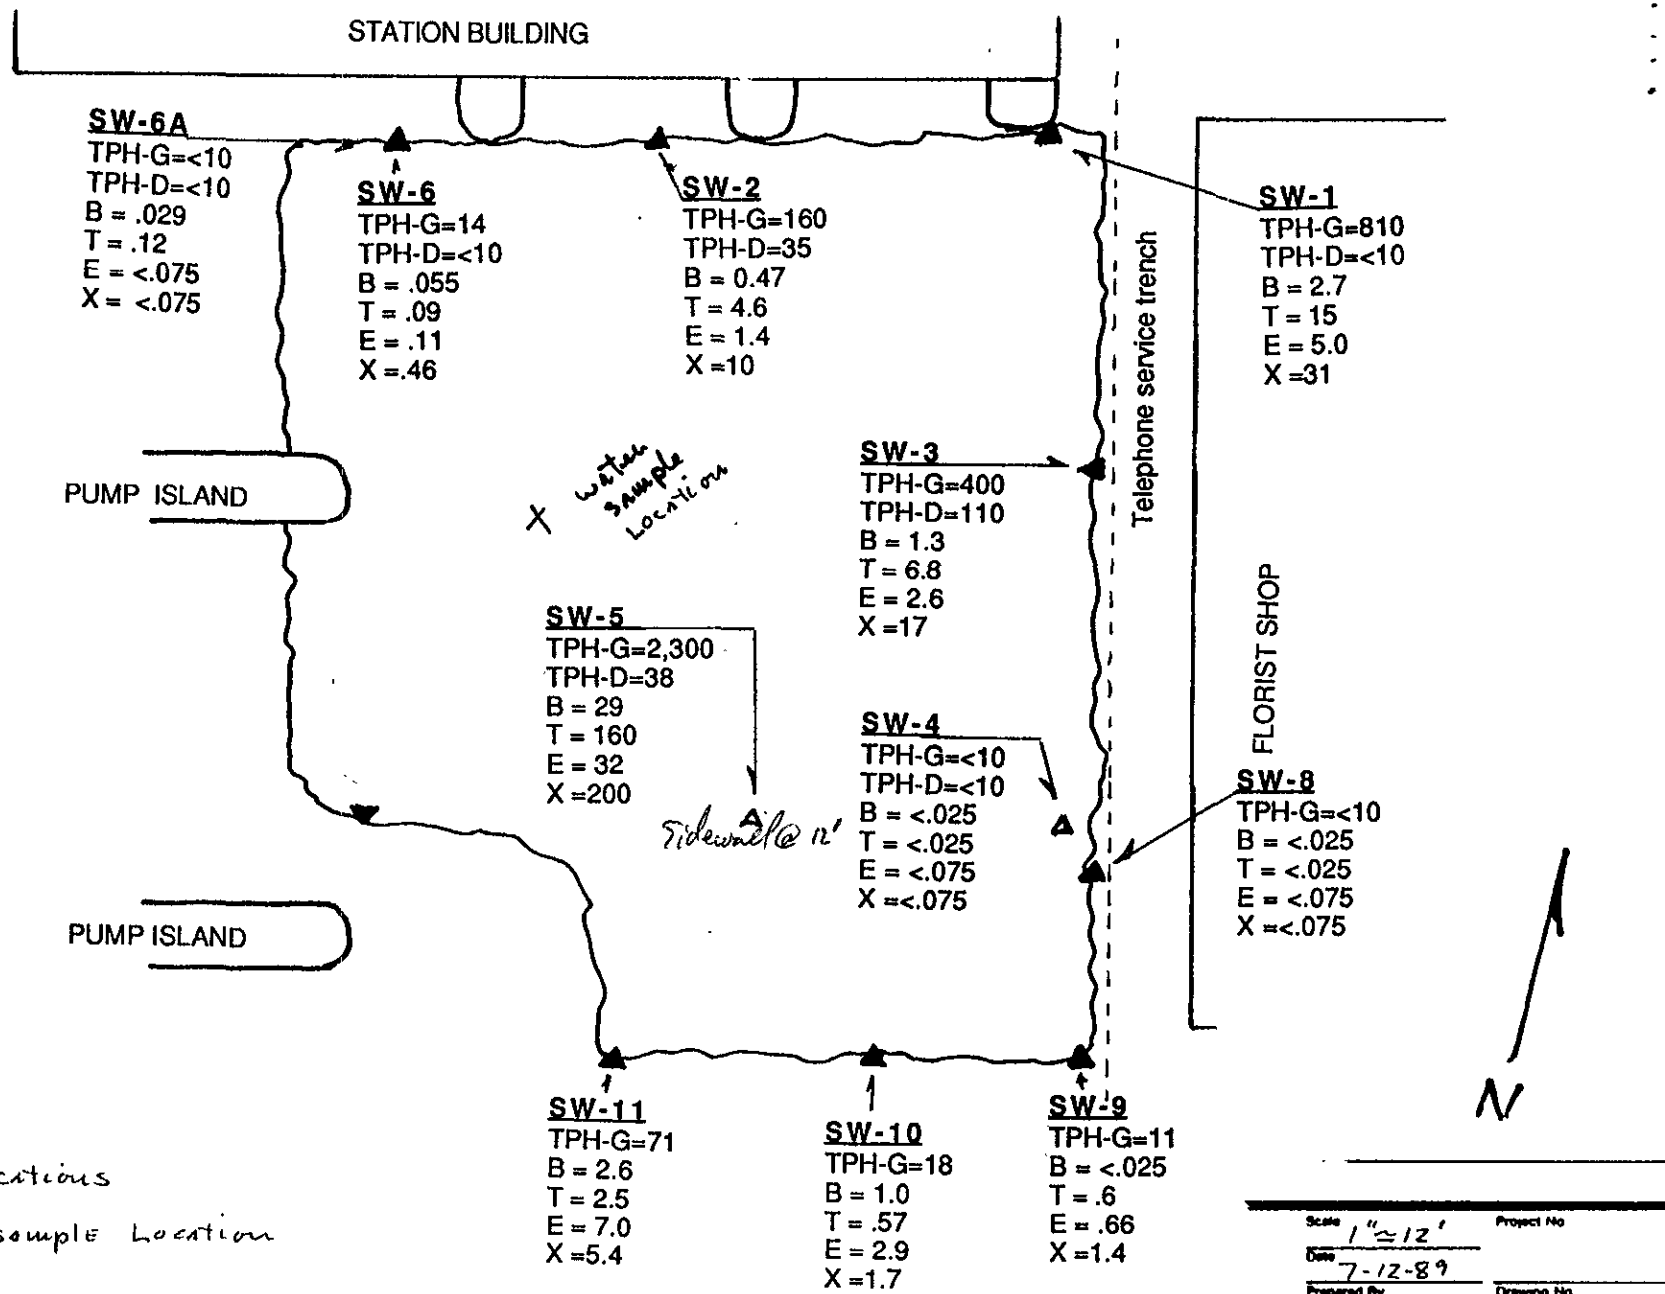 STATION BUILDING
SW-6A
TPH-G=<10
TPH-D=<10
B = .029
T = .12
E = <.075
X = <.075
SW-6
TPH-G=14
TPH-D=<10
B = .055
T = .09
E = .11
X =.46
SW-2
TPH-G=160
TPH-D=35
B = 0.47
T = 4.6
E = 1.4
X =10
SW-1
TPH-G=810
TPH-D=<10
B = 2.7
T = 15
E = 5.0
X =31
Telephone service trench
PUMP ISLAND
X
water
sample
Location
SW-3
TPH-G=400
TPH-D=110
B = 1.3
T = 6.8
E = 2.6
X =17
FLORIST SHOP
SW-5
TPH-G=2,300
TPH-D=38
B = 29
T = 160
E = 32
X =200
Sidewall @ 12'
SW-4
TPH-G=<10
TPH-D=<10
B = <.025
T = <.025
E = <.075
X =<.075
SW-8
TPH-G=<10
B = <.025
T = <.025
E = <.075
X =<.075
PUMP ISLAND
N
SW-11
TPH-G=71
B = 2.6
T = 2.5
E = 7.0
X =5.4
SW-10
TPH-G=18
B = 1.0
T = .57
E = 2.9
X =1.7
SW-9
TPH-G=11
B = <.025
T = .6
E = .66
X =1.4
sample Location
Scale 1" ≈ 12' Project No
Date 7-12-89
Prepared By Drawing No